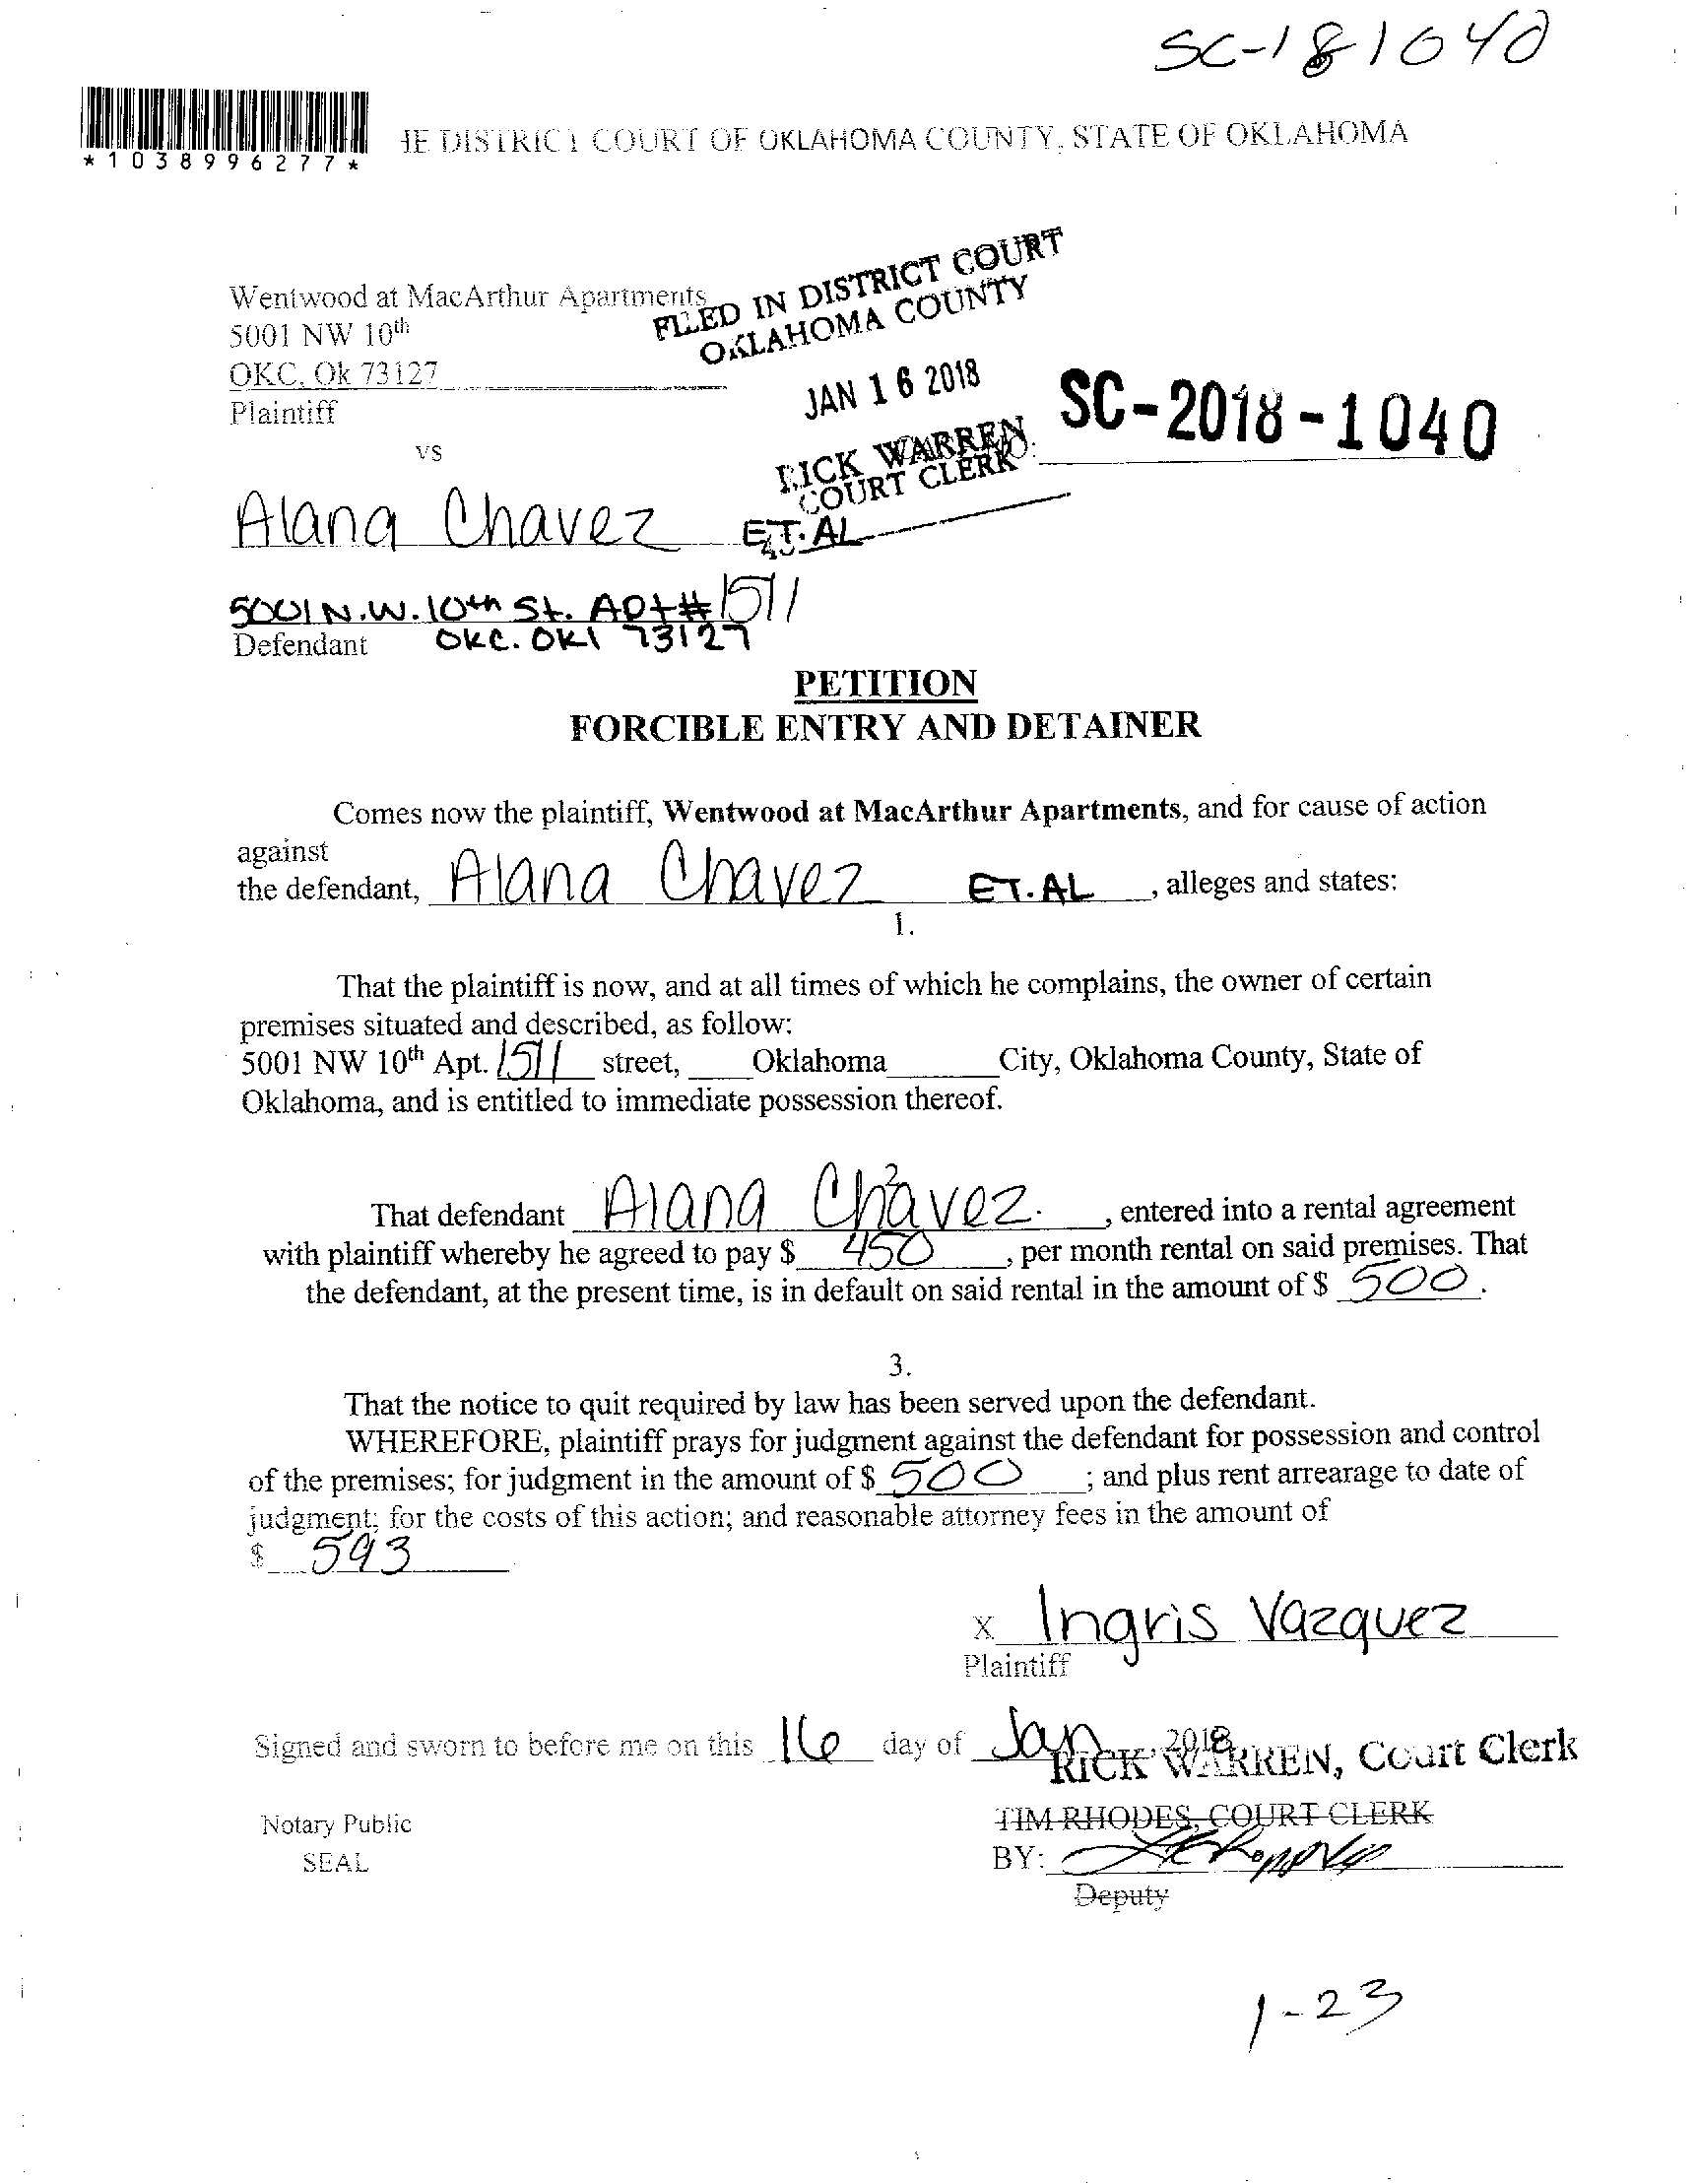 SC-181040
*1038996277*
HE DISTRICT COURT OF OKLAHOMA COUNTY, STATE OF OKLAHOMA
FILED IN DISTRICT COURT
OKLAHOMA COUNTY
Wentwood at MacArthur Apartments
5001 NW 10th
OKC, Ok 73127
Plaintiff
JAN 16 2018
SC-2018-1040
vs
RICK WARREN
COURT CLERK
Alana Chavez ET.AL
5001 N.W. 10th St. Apt# 1511
Defendant OKC. OKl 73127
PETITION
FORCIBLE ENTRY AND DETAINER
Comes now the plaintiff, Wentwood at MacArthur Apartments, and for cause of action
against
the defendant, Alana Chavez ET.AL, alleges and states:
1.
That the plaintiff is now, and at all times of which he complains, the owner of certain
premises situated and described, as follow:
5001 NW 10th Apt. 1511 street, Oklahoma City, Oklahoma County, State of
Oklahoma, and is entitled to immediate possession thereof.
2
That defendant Alana Chavez., entered into a rental agreement
with plaintiff whereby he agreed to pay $ 450, per month rental on said premises. That
the defendant, at the present time, is in default on said rental in the amount of $ 500.
3.
That the notice to quit required by law has been served upon the defendant.
WHEREFORE, plaintiff prays for judgment against the defendant for possession and control
of the premises; for judgment in the amount of $ 500 ; and plus rent arrearage to date of
judgment; for the costs of this action; and reasonable attorney fees in the amount of
$ 593
X Ingris Vazquez
Plaintiff
Signed and sworn to before me on this 16 day of Jan 2018
RICK WARREN, Court Clerk
Notary Public
TIM RHODES, COURT CLERK
SEAL
BY:
Deputy
1-23